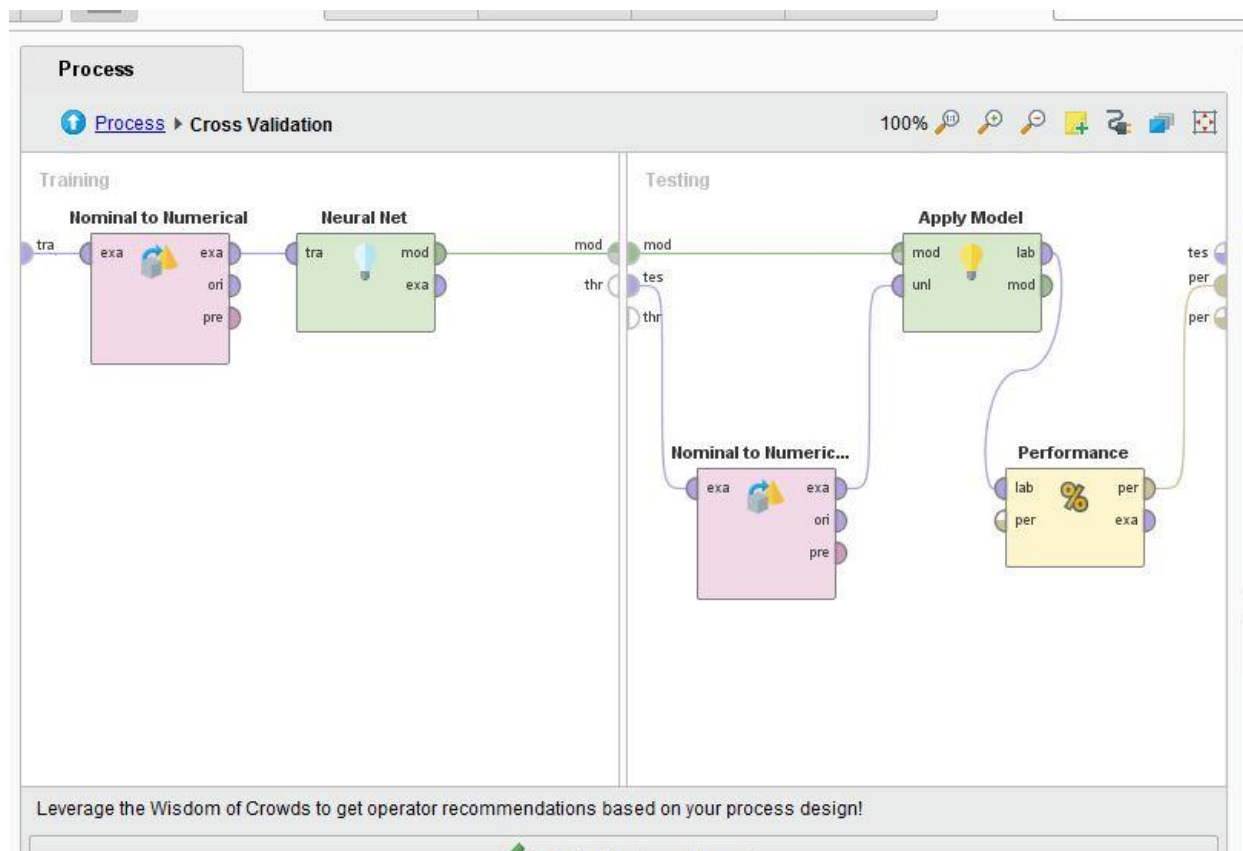 Process
Process ▸ Cross Validation
100%
Training
Testing
Nominal to Numerical
Neural Net
Apply Model
tra
exa
exa
ori
pre
tra
mod
exa
mod
thr
mod
tes
thr
mod
unl
lab
mod
tes
per
per
Nominal to Numeric...
Performance
exa
exa
ori
pre
lab
per
per
exa
Leverage the Wisdom of Crowds to get operator recommendations based on your process design!